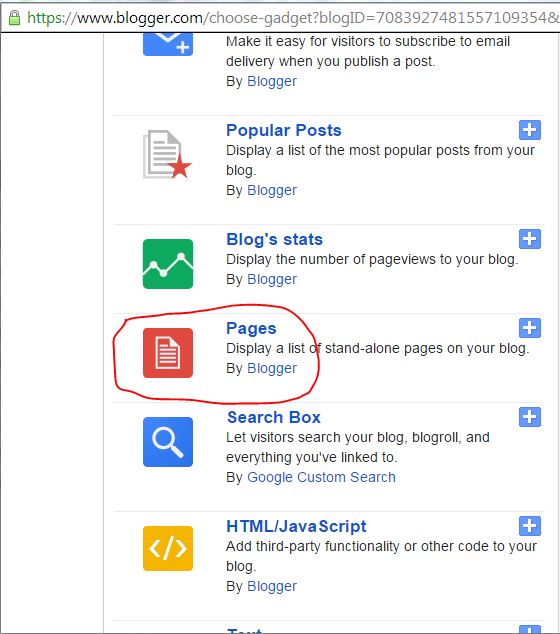 https://www.blogger.com/choose-gadget?blogID=7083927481557109354&
Make it easy for visitors to subscribe to email
delivery when you publish a post.
By Blogger
Popular Posts
Display a list of the most popular posts from your
blog.
By Blogger
Blog's stats
Display the number of pageviews to your blog.
By Blogger
Pages
Display a list of stand-alone pages on your blog.
By Blogger
Search Box
Let visitors search your blog, blogroll, and
everything you've linked to.
By Google Custom Search
HTML/JavaScript
Add third-party functionality or other code to your
blog.
By Blogger
Text